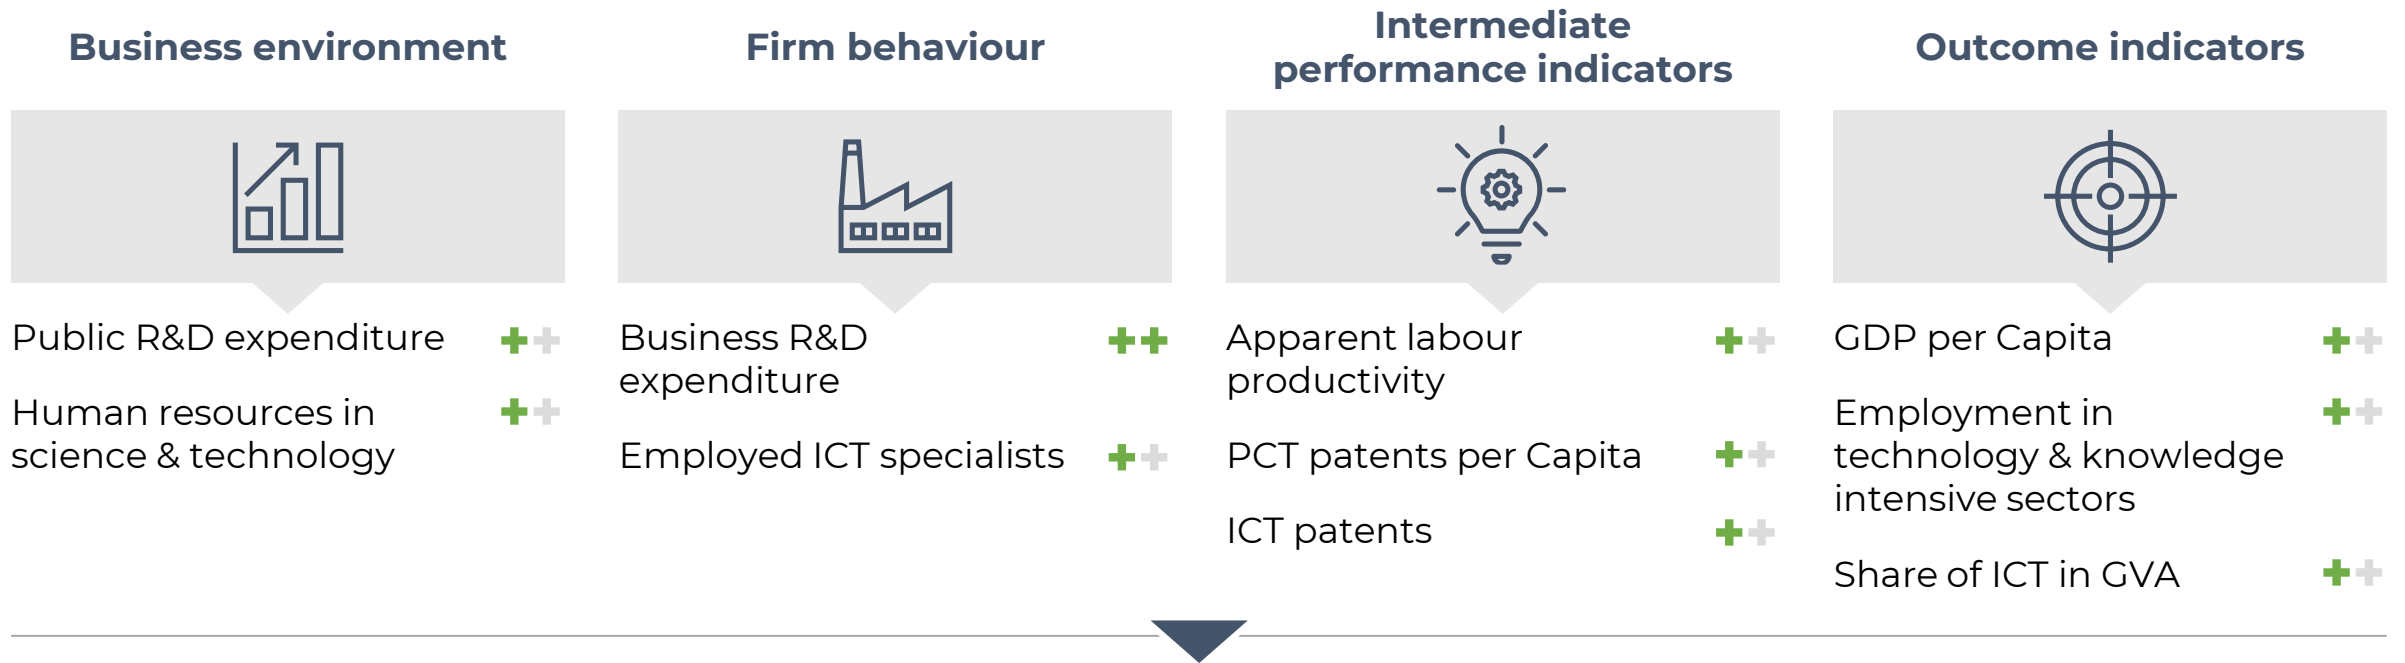 Business environment
Public R&D expenditure
Human resources in
science & technology
Firm behaviour
Business R&D
expenditure
Employed ICT specialists
Intermediate
performance indicators
Apparent labour
productivity
PCT patents per Capita
ICT patents
Outcome indicators
GDP per Capita
Employment in
technology & knowledge
intensive sectors
Share of ICT in GVA